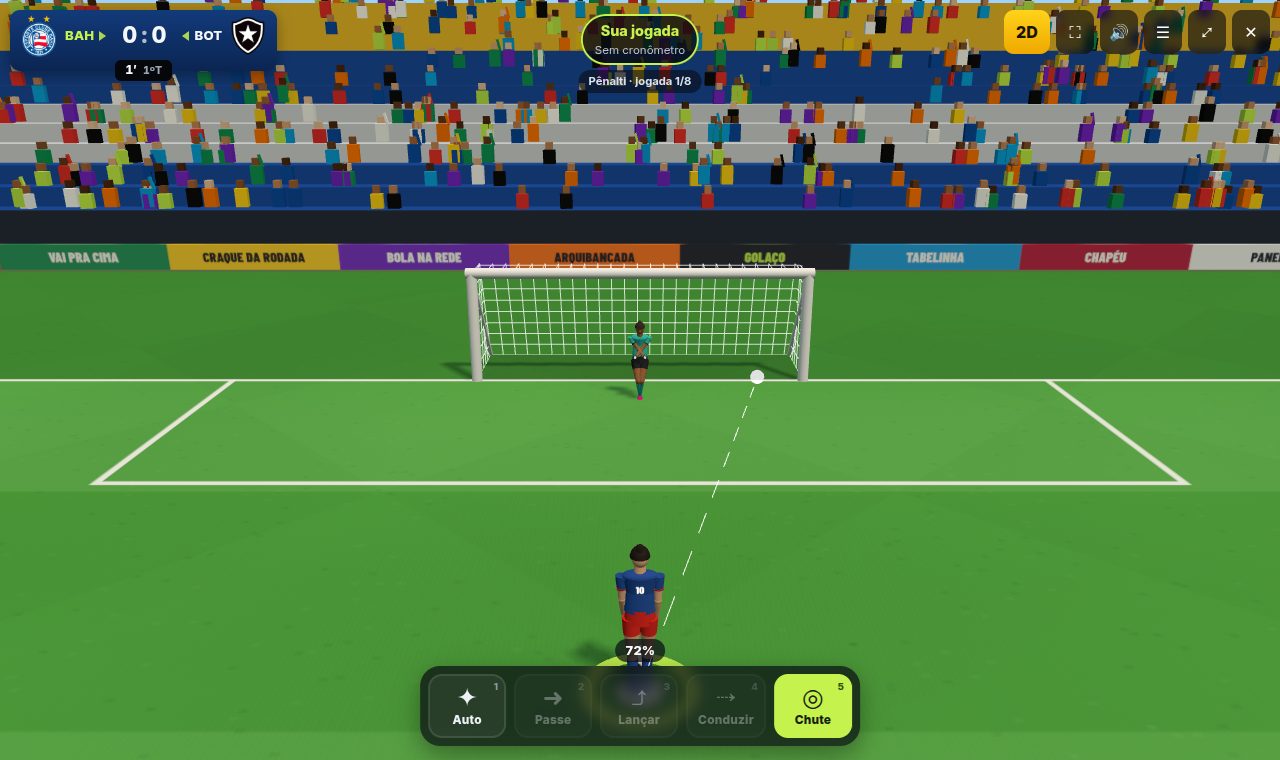 BAH
0:0
BOT
1’ 1ºT
Sua jogada
Sem cronômetro
Pênalti · jogada 1/8
2D
VAI PRA CIMA
CRAQUE DA RODADA
BOLA NA REDE
ARQUIBANCADA
GOLAÇO
TABELINHA
CHAPÉU
PANE
10
72%
1
Auto
2
Passe
3
Lançar
4
Conduzir
5
Chute